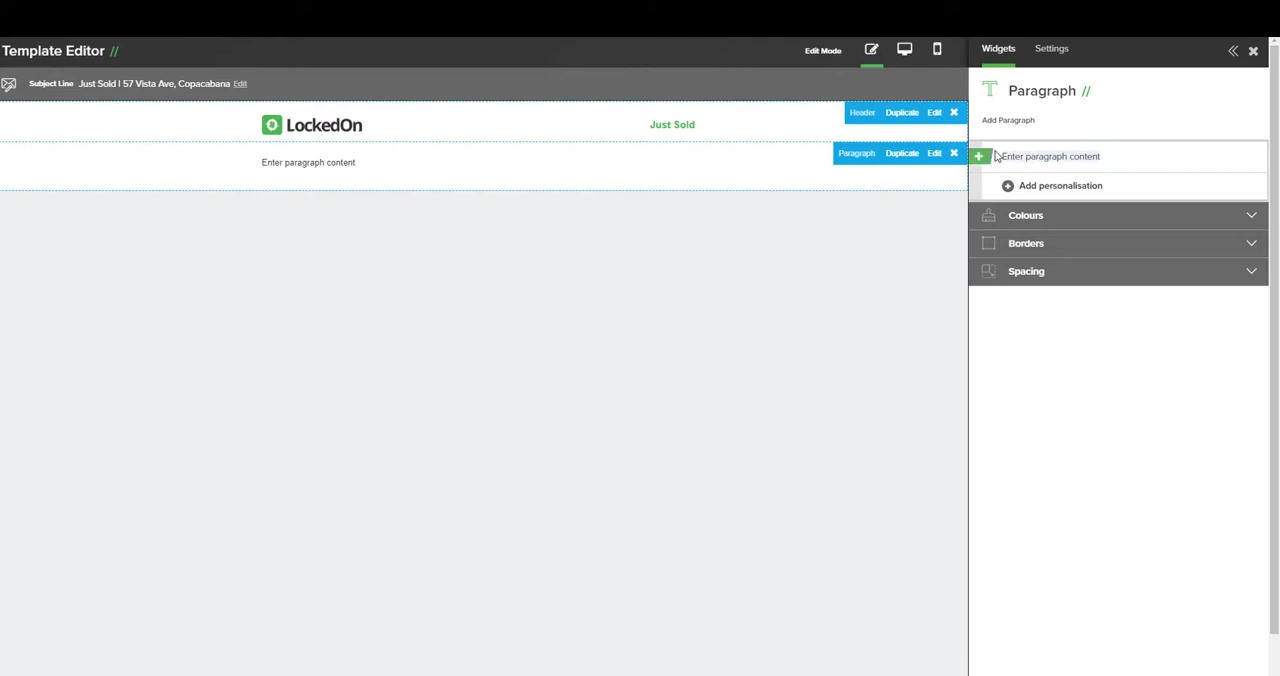 Template Editor //
Edit Mode
Widgets
Settings
Subject Line Just Sold | 57 Vista Ave, Copacabana Edit
LockedOn
Just Sold
Header Duplicate Edit
Enter paragraph content
Paragraph Duplicate Edit
Paragraph //
Add Paragraph
Enter paragraph content
Add personalisation
Colours
Borders
Spacing